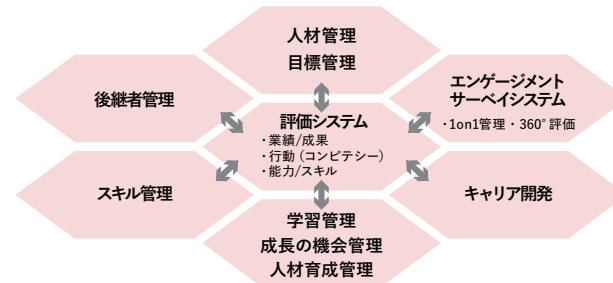 人材管理
目標管理
後継者管理
エンゲージメント
サーベイシステム
・1on1管理・360°評価
評価システム
・業績/成果
・行動（コンピテシー）
・能力/スキル
スキル管理
キャリア開発
学習管理
成長の機会管理
人材育成管理